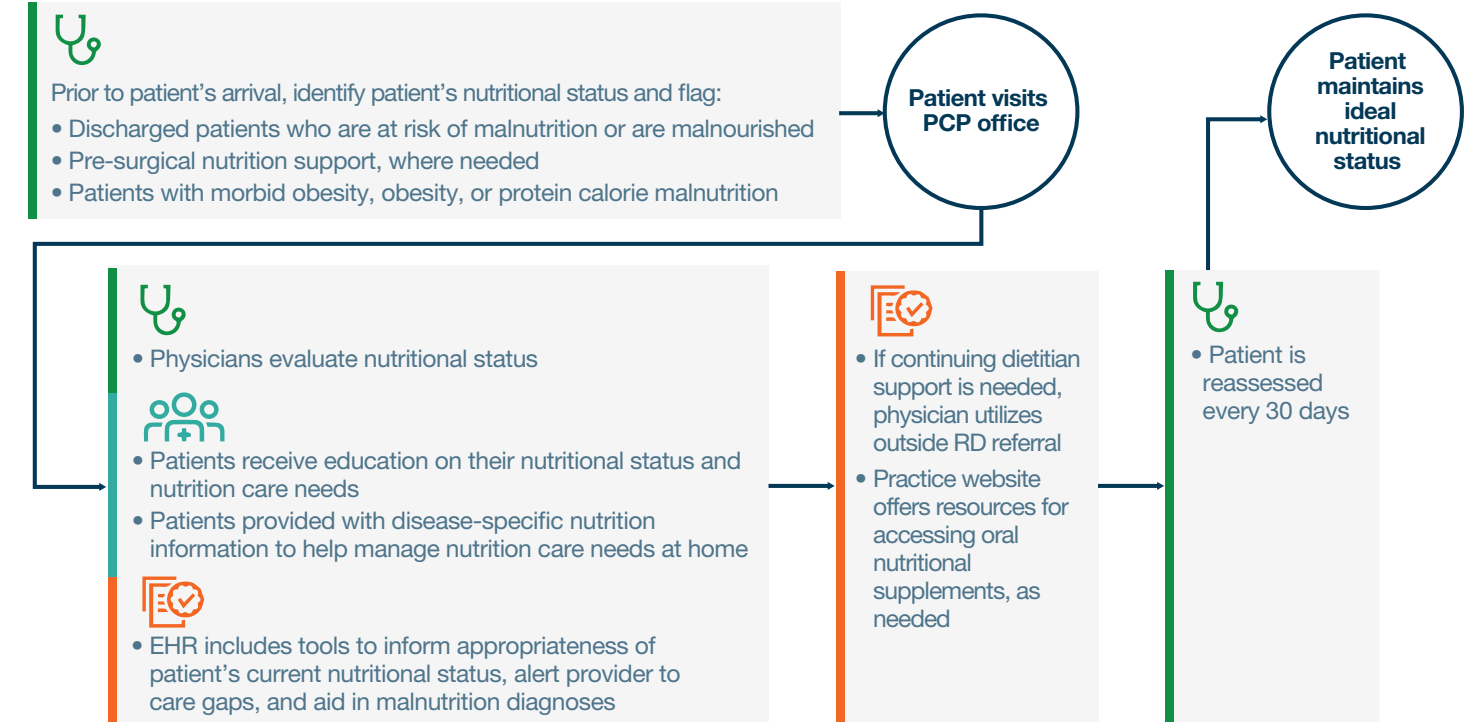 Prior to patient’s arrival, identify patient’s nutritional status and flag:
• Discharged patients who are at risk of malnutrition or are malnourished
• Pre-surgical nutrition support, where needed
• Patients with morbid obesity, obesity, or protein calorie malnutrition
Patient visits
PCP office
Patient
maintains
ideal
nutritional
status
• Physicians evaluate nutritional status
• Patients receive education on their nutritional status and
nutrition care needs
• Patients provided with disease-specific nutrition
information to help manage nutrition care needs at home
• EHR includes tools to inform appropriateness of
patient’s current nutritional status, alert provider to
care gaps, and aid in malnutrition diagnoses
• If continuing dietitian
support is needed,
physician utilizes
outside RD referral
• Practice website
offers resources for
accessing oral
nutritional
supplements, as
needed
• Patient is
reassessed
every 30 days